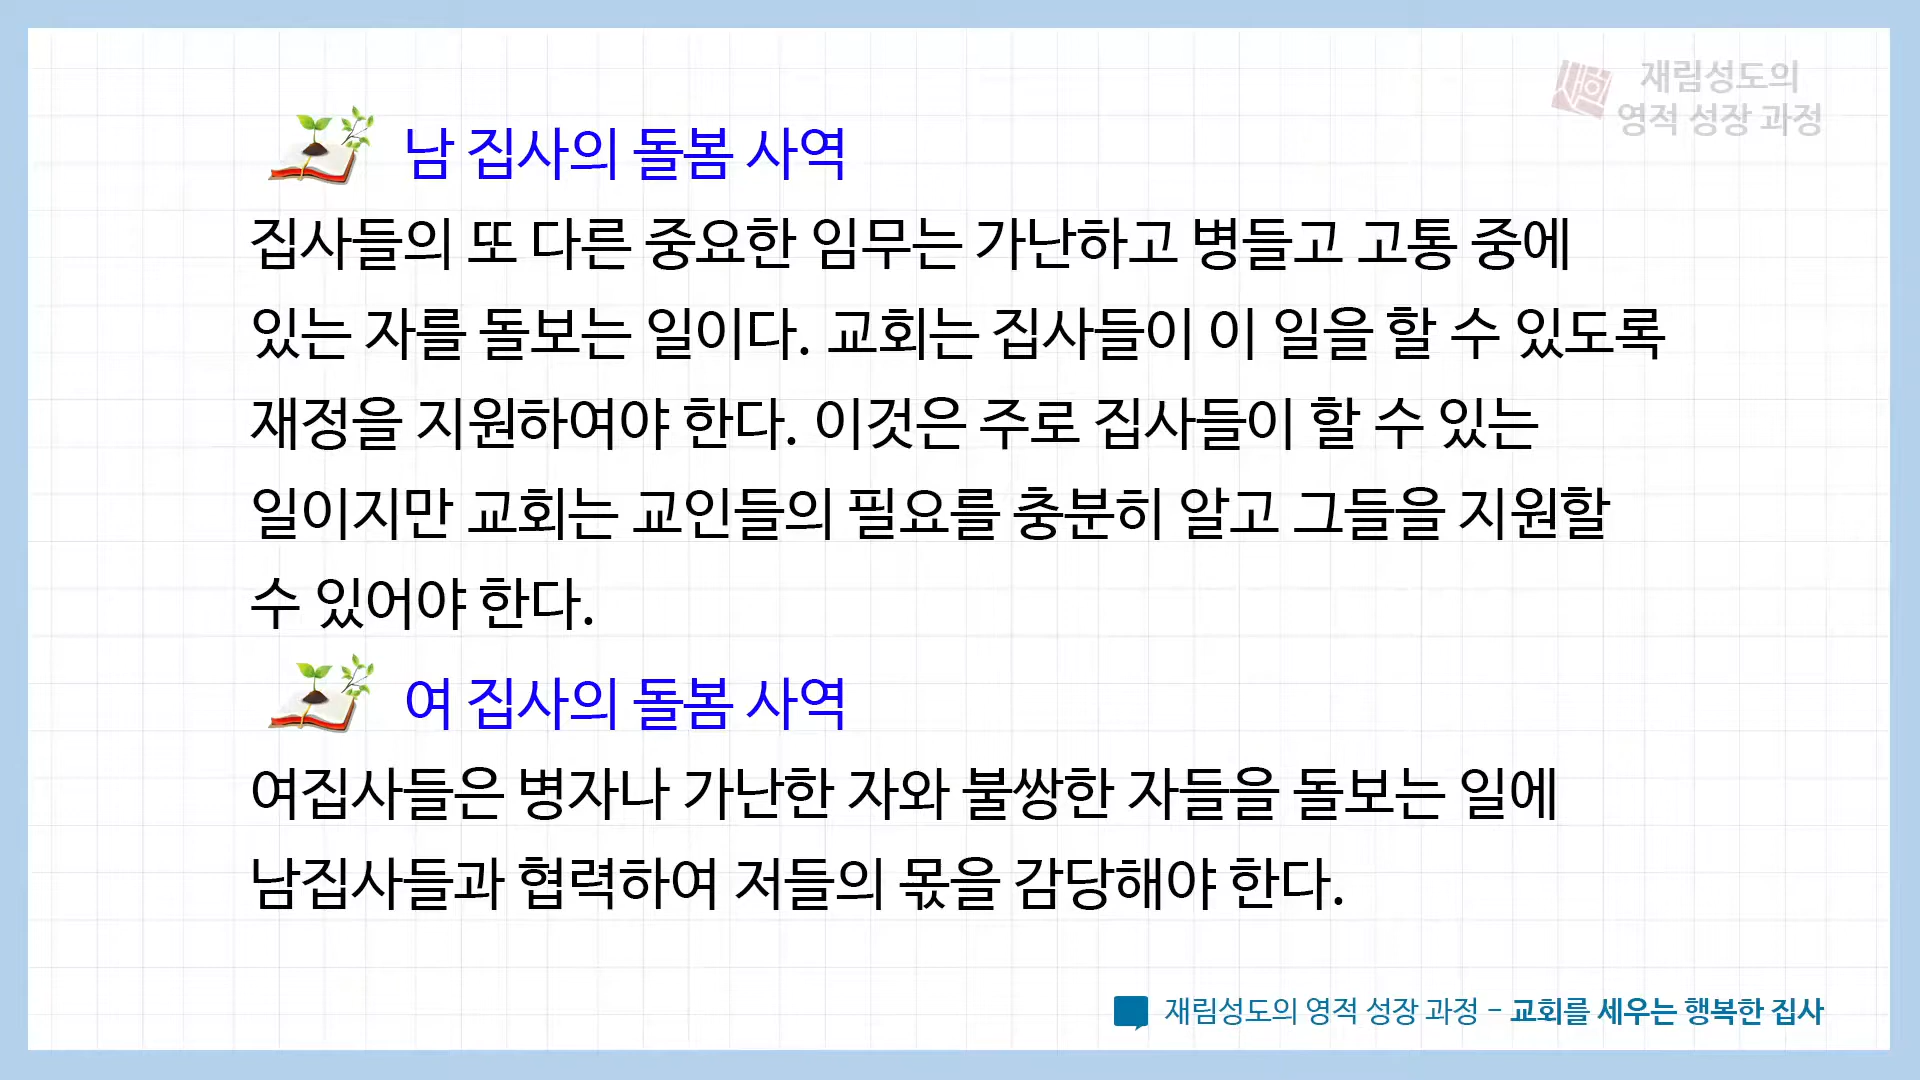 재림성도의
영적 성장 과정
남 집사의 돌봄 사역
집사들의 또 다른 중요한 임무는 가난하고 병들고 고통 중에
있는 자를 돌보는 일이다. 교회는 집사들이 이 일을 할 수 있도록
재정을 지원하여야 한다. 이것은 주로 집사들이 할 수 있는
일이지만 교회는 교인들의 필요를 충분히 알고 그들을 지원할
수 있어야 한다.
여 집사의 돌봄 사역
여집사들은 병자나 가난한 자와 불쌍한 자들을 돌보는 일에
남집사들과 협력하여 저들의 몫을 감당해야 한다.
재림성도의 영적 성장 과정 - 교회를 세우는 행복한 집사